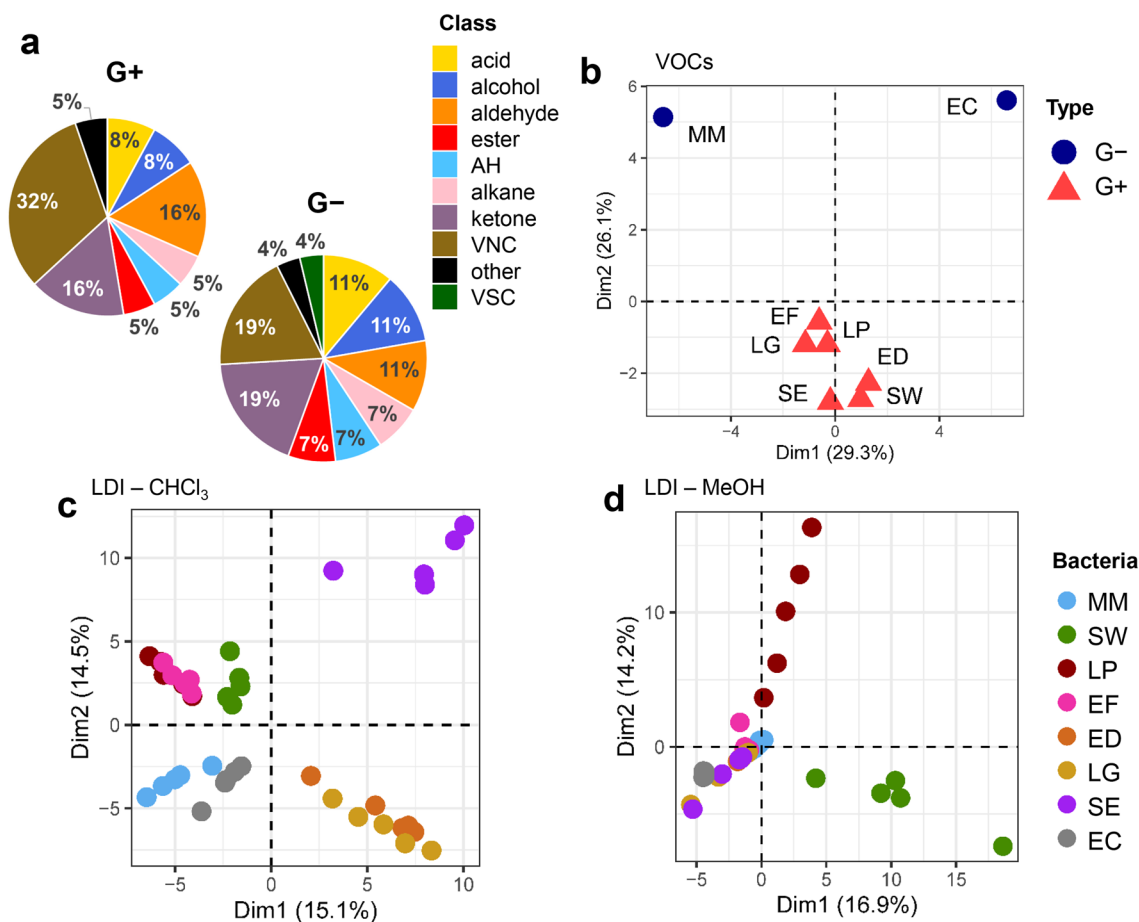 a
G+
5%
8%
8%
16%
5%
5%
5%
16%
32%
G−
4%
4%
11%
11%
11%
7%
7%
7%
19%
19%
Class
acid
alcohol
aldehyde
ester
AH
alkane
ketone
VNC
other
VSC
b
VOCs
6
4
2
0
−2
Dim2 (26.1%)
MM
EC
EF
LP
LG
ED
SE
SW
−4
0
4
Dim1 (29.3%)
Type
G−
G+
c
LDI – CHCl₃
10
5
0
−5
Dim2 (14.5%)
−5
0
5
10
Dim1 (15.1%)
d
LDI – MeOH
10
0
Dim2 (14.2%)
−5
0
5
10
15
Dim1 (16.9%)
Bacteria
MM
SW
LP
EF
ED
LG
SE
EC